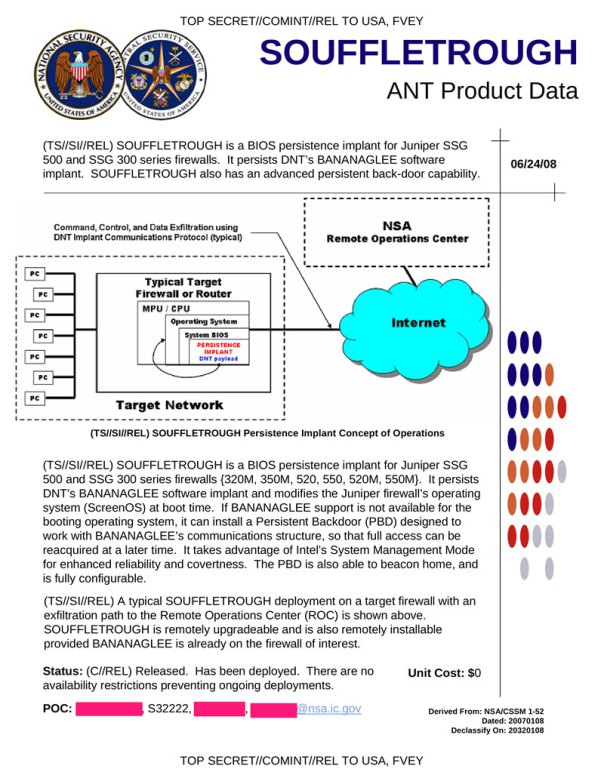 TOP SECRET//COMINT//REL TO USA, FVEY
NATIONAL SECURITY AGENCY
UNITED STATES OF AMERICA
CENTRAL SECURITY SERVICE
UNITED STATES OF AMERICA
SOUFFLETROUGH
ANT Product Data
(TS//SI//REL) SOUFFLETROUGH is a BIOS persistence implant for Juniper SSG
500 and SSG 300 series firewalls. It persists DNT's BANANAGLEE software
implant. SOUFFLETROUGH also has an advanced persistent back-door capability.
06/24/08
Command, Control, and Data Exfiltration using
DNT Implant Communications Protocol (typical)
NSA
Remote Operations Center
PC
PC
PC
PC
PC
PC
PC
Typical Target
Firewall or Router
MPU / CPU
Operating System
System BIOS
PERSISTENCE
IMPLANT
DNT payload
Internet
Target Network
(TS//SI//REL) SOUFFLETROUGH Persistence Implant Concept of Operations
(TS//SI//REL) SOUFFLETROUGH is a BIOS persistence implant for Juniper SSG
500 and SSG 300 series firewalls {320M, 350M, 520, 550, 520M, 550M}. It persists
DNT's BANANAGLEE software implant and modifies the Juniper firewall's operating
system (ScreenOS) at boot time. If BANANAGLEE support is not available for the
booting operating system, it can install a Persistent Backdoor (PBD) designed to
work with BANANAGLEE's communications structure, so that full access can be
reacquired at a later time. It takes advantage of Intel's System Management Mode
for enhanced reliability and covertness. The PBD is also able to beacon home, and
is fully configurable.
(TS//SI//REL) A typical SOUFFLETROUGH deployment on a target firewall with an
exfiltration path to the Remote Operations Center (ROC) is shown above.
SOUFFLETROUGH is remotely upgradeable and is also remotely installable
provided BANANAGLEE is already on the firewall of interest.
Status: (C//REL) Released. Has been deployed. There are no
availability restrictions preventing ongoing deployments.
Unit Cost: $0
POC: , S32222, , @nsa.ic.gov
Derived From: NSA/CSSM 1-52
Dated: 20070108
Declassify On: 20320108
TOP SECRET//COMINT//REL TO USA, FVEY